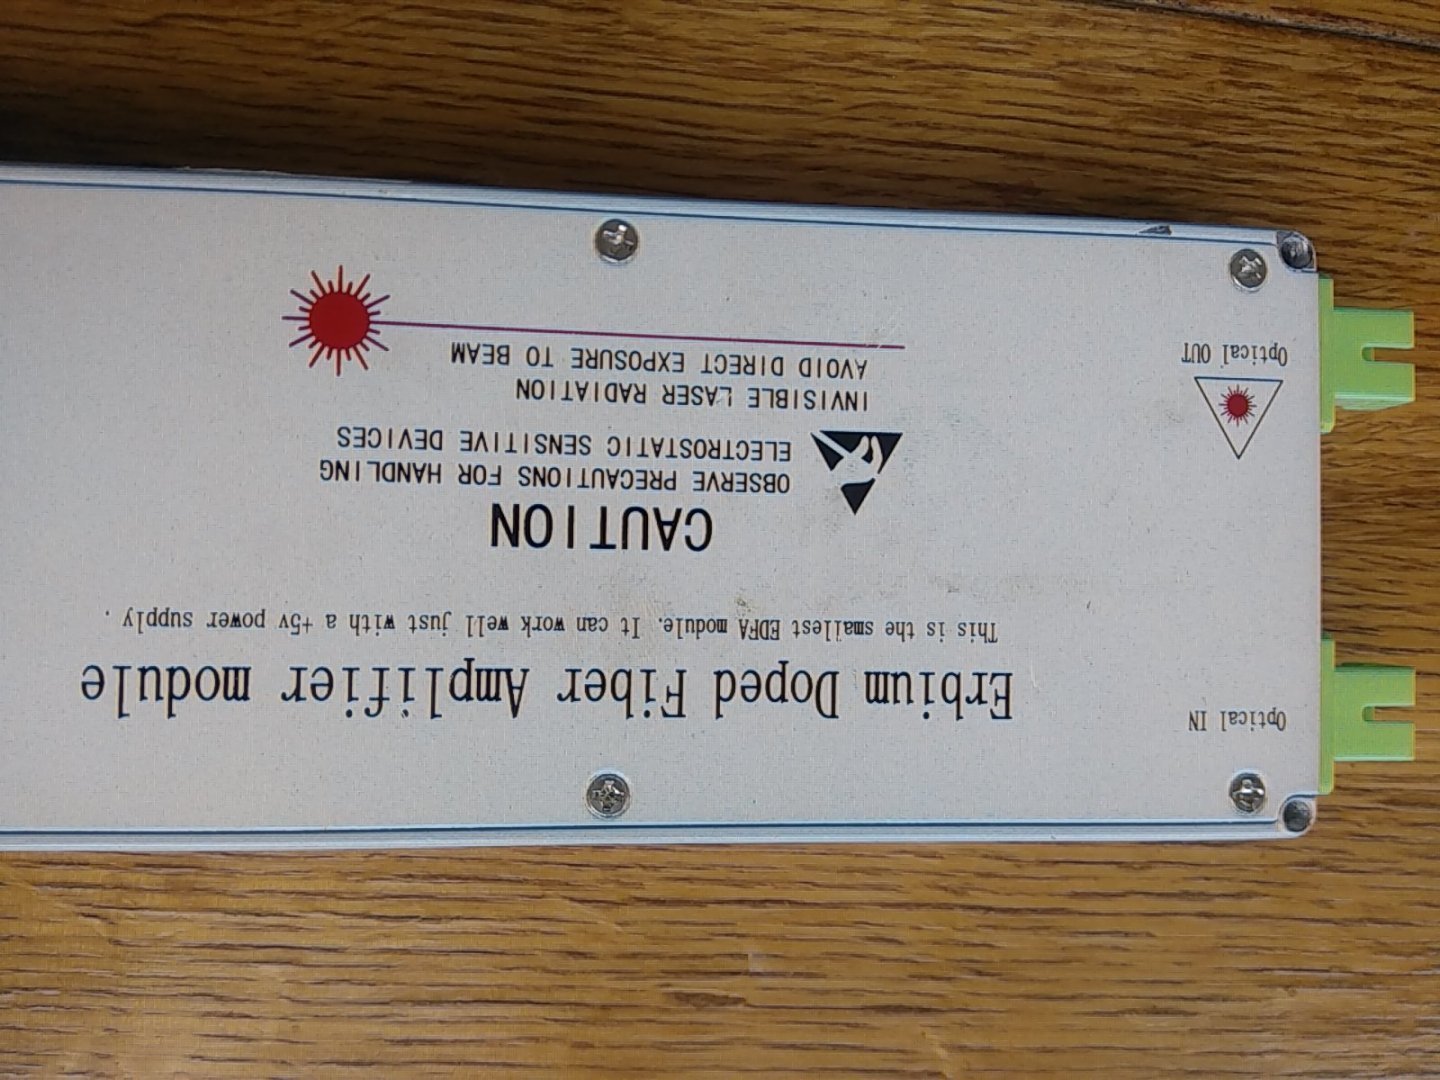 Optical IN
Erbium Doped Fiber Amplifier module
This is the smallest EDFA module. It can work well just with a +5v power supply .
CAUTION
OBSERVE PRECAUTIONS FOR HANDLING
ELECTROSTATIC SENSITIVE DEVICES
INVISIBLE LASER RADIATION
AVOID DIRECT EXPOSURE TO BEAM
Optical OUT